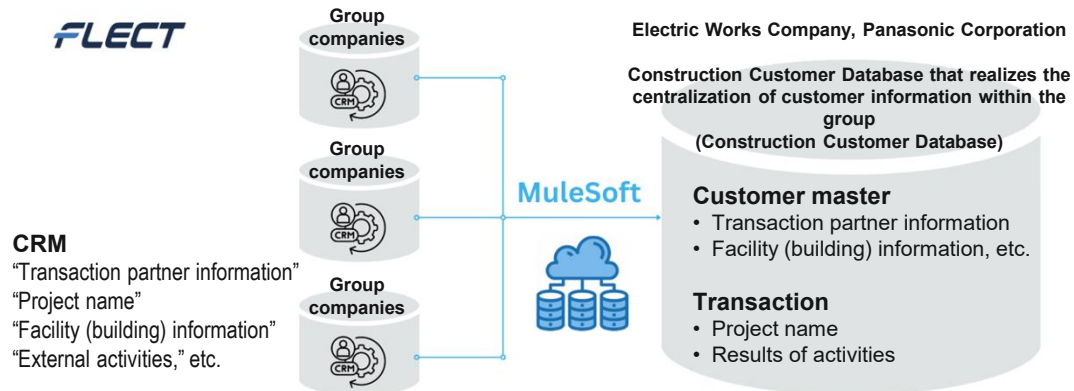 FLECT
Group
companies
CRM
Group
companies
CRM
Group
companies
CRM
CRM
“Transaction partner information”
“Project name”
“Facility (building) information”
“External activities,” etc.
MuleSoft
Electric Works Company, Panasonic Corporation
Construction Customer Database that realizes the
centralization of customer information within the
group
(Construction Customer Database)
Customer master
• Transaction partner information
• Facility (building) information, etc.
Transaction
• Project name
• Results of activities